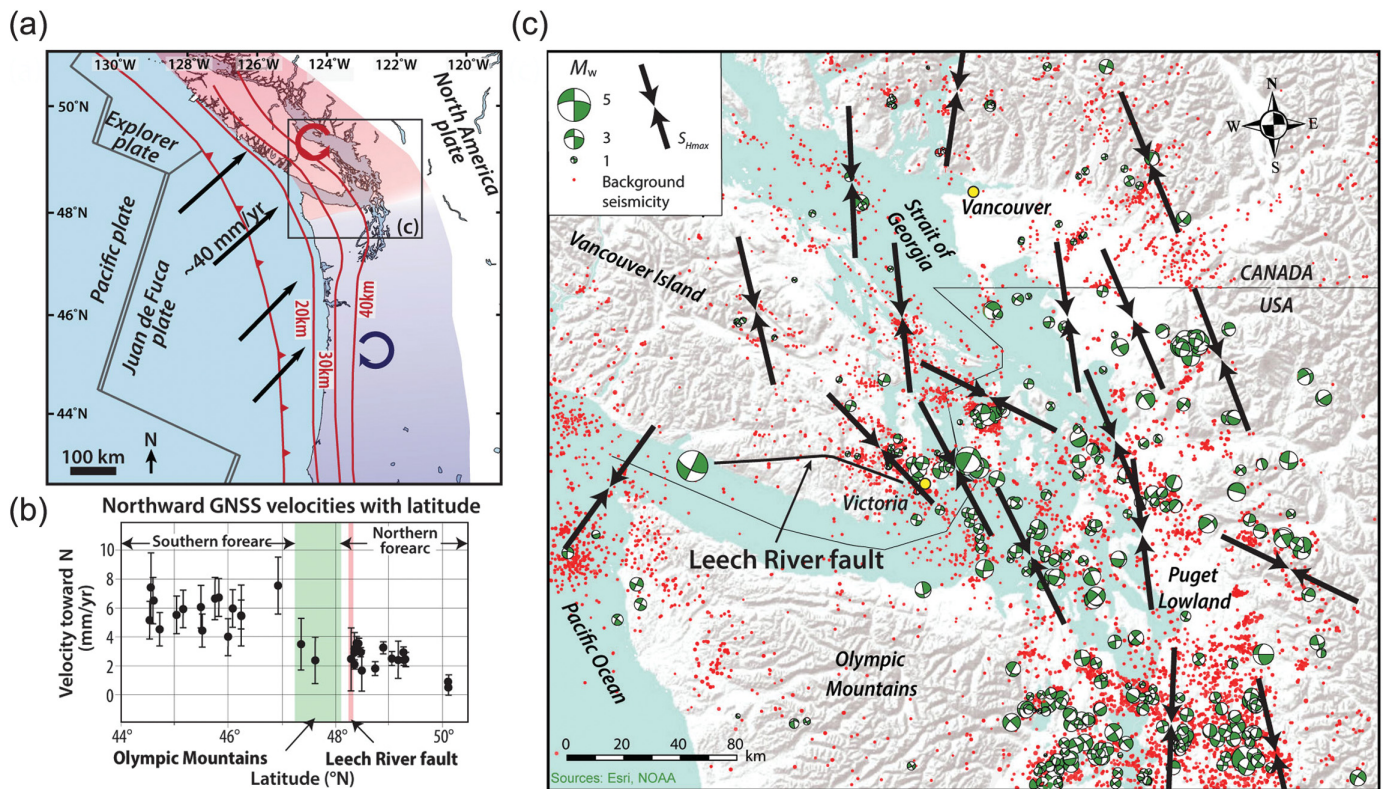 (a)
130°W 128°W 126°W 124°W 122°W 120°W
50°N
48°N
46°N
44°N
Explorer
plate
North America
plate
Pacific plate
Juan de Fuca
plate
~40 mm/yr
(c)
20km
30km
40km
N
100 km
(b)
Northward GNSS velocities with latitude
Southern forearc
Northern
forearc
Velocity toward N
(mm/yr)
10
8
6
4
2
0
44 46 48 50
Olympic Mountains
Leech River fault
Latitude (°N)
(c)
Mw
5
3
1
SHmax
Background
seismicity
N
W E
S
Vancouver
Strait of
Georgia
Vancouver Island
CANADA
USA
Victoria
Leech River fault
Puget
Lowland
Pacific Ocean
Olympic
Mountains
0 20 40 60 80
km
Sources: Esri, NOAA